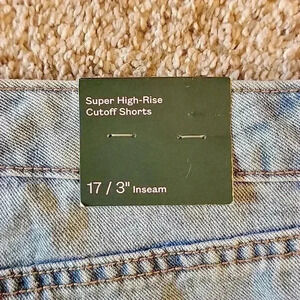 Super High-Rise
Cutoff Shorts
17 / 3" Inseam